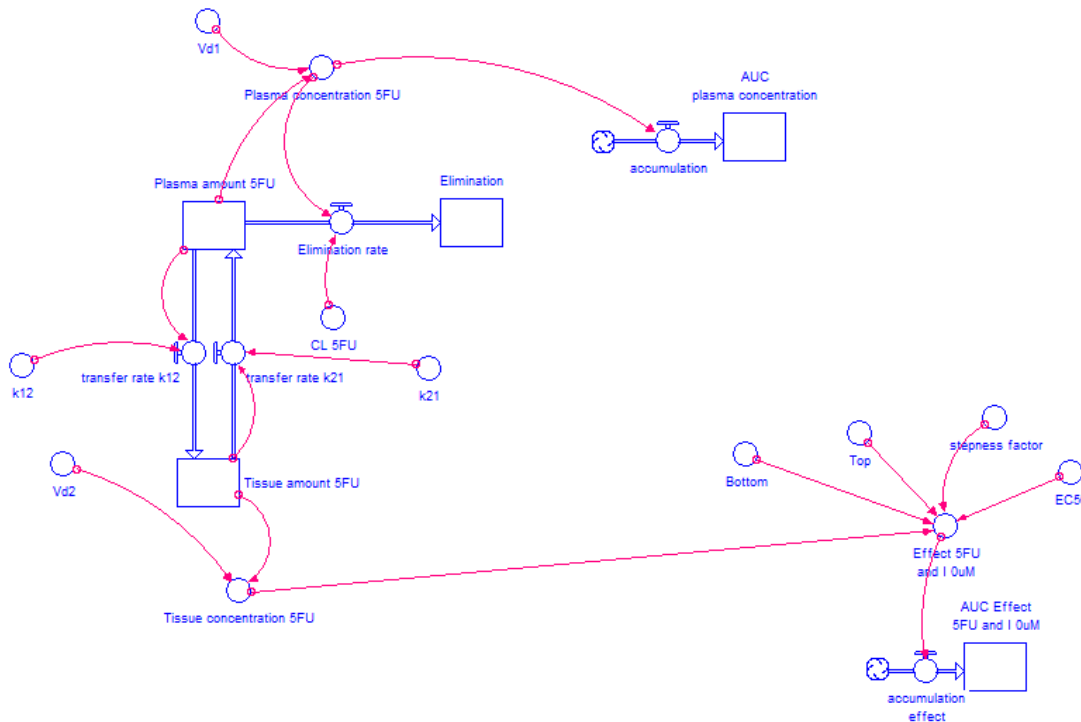 Vd1
Plasma concentration 5FU
AUC
plasma concentration
accumulation
Plasma amount 5FU
Elimination
Elimination rate
CL 5FU
k12
transfer rate k12
transfer rate k21
k21
Vd2
Tissue amount 5FU
Tissue concentration 5FU
Bottom
Top
stepness factor
EC50
Effect 5FU
and I 0uM
AUC Effect
5FU and I 0uM
accumulation
effect